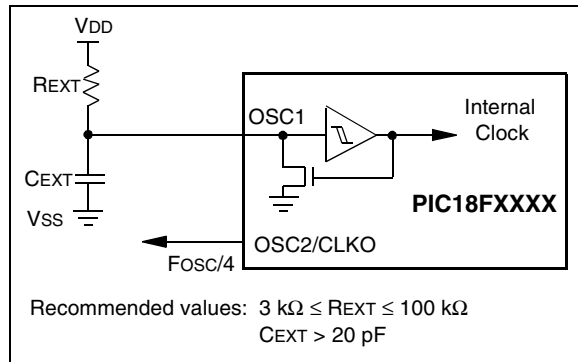 VDD
REXT
OSC1
Internal
Clock
CEXT
PIC18FXXXX
VSS
OSC2/CLKO
FOSC/4
Recommended values: 3 kΩ ≤ REXT ≤ 100 kΩ
CEXT > 20 pF